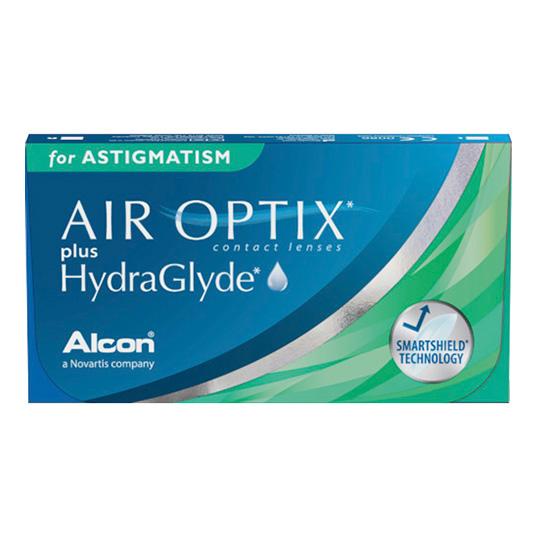 for ASTIGMATISM
AIR OPTIX*
contact lenses
plus
HydraGlyde*
Alcon®
a Novartis company
SMARTSHIELD*
TECHNOLOGY